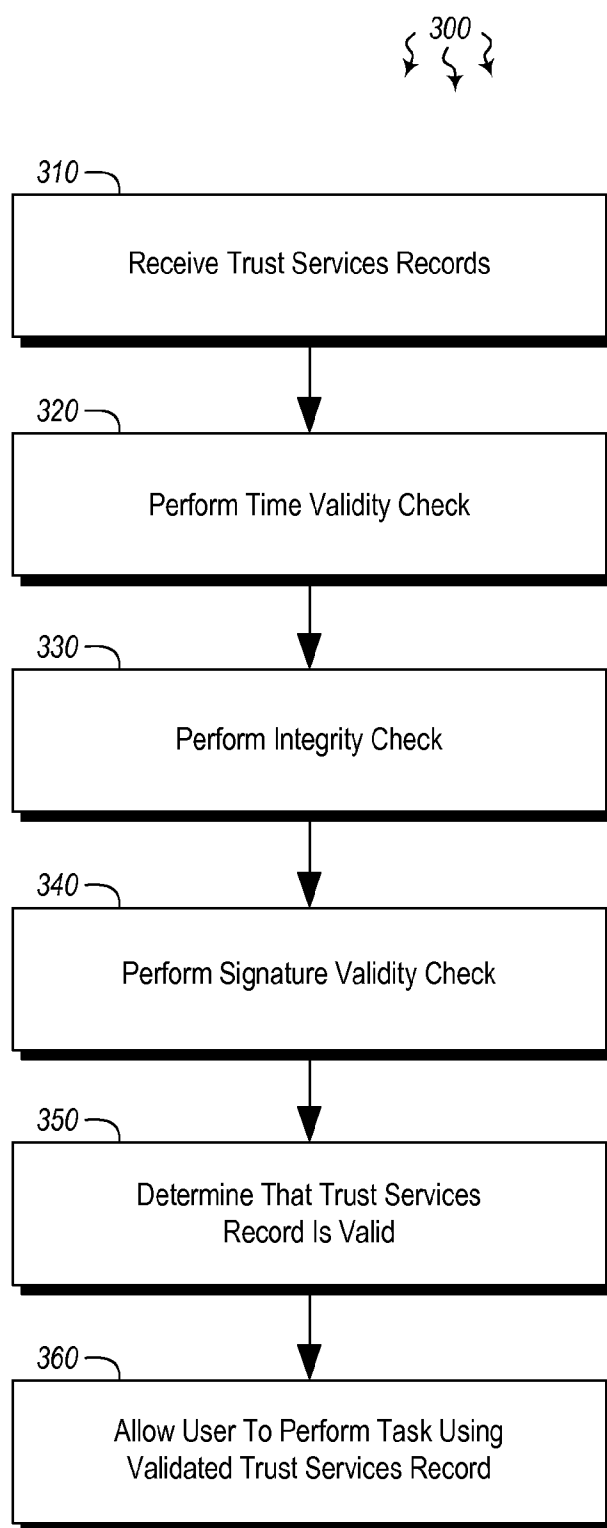 300
310
Receive Trust Services Records
320
Perform Time Validity Check
330
Perform Integrity Check
340
Perform Signature Validity Check
350
Determine That Trust Services
Record Is Valid
360
Allow User To Perform Task Using
Validated Trust Services Record